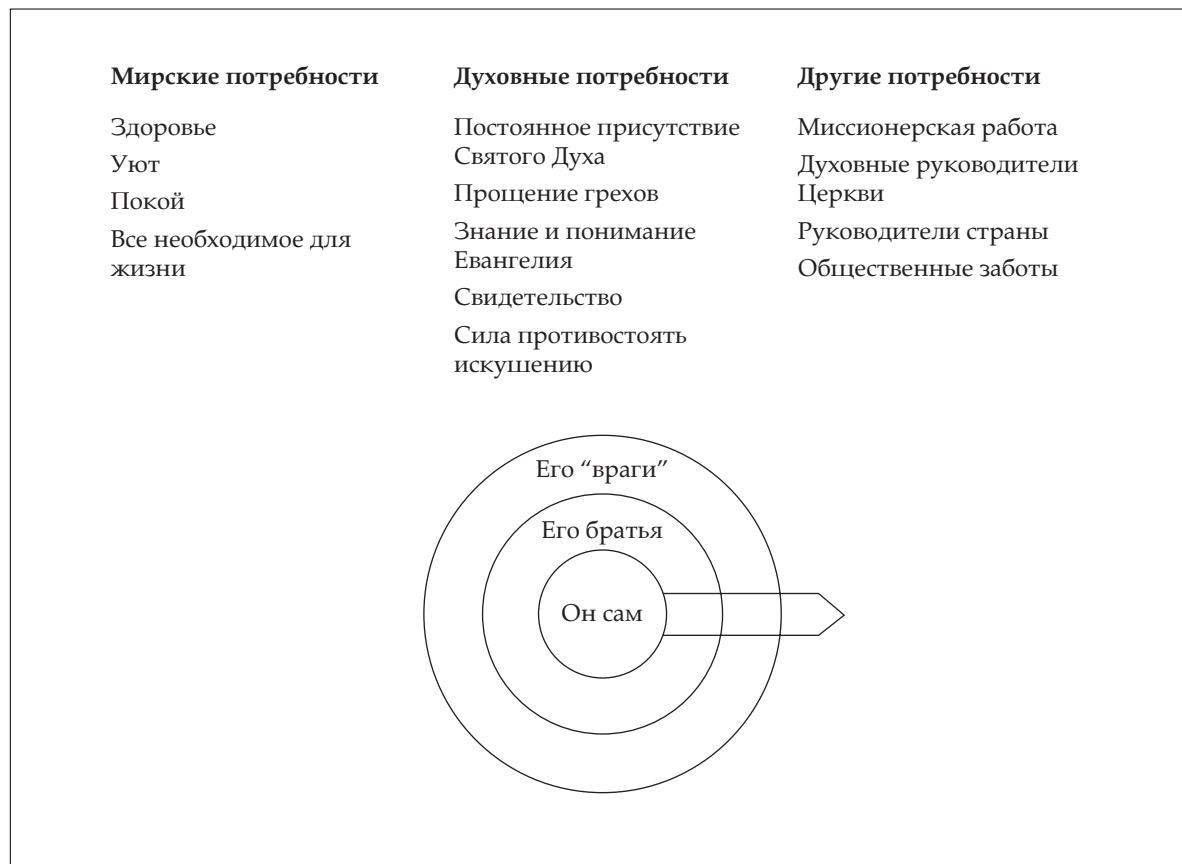 Мирские потребности
Здоровье
Уют
Покой
Все необходимое для
жизни
Духовные потребности
Постоянное присутствие
Святого Духа
Прощение грехов
Знание и понимание
Евангелия
Свидетельство
Сила противостоять
искушению
Другие потребности
Миссионерская работа
Духовные руководители
Церкви
Руководители страны
Общественные заботы
Его “враги”
Его братья
Он сам